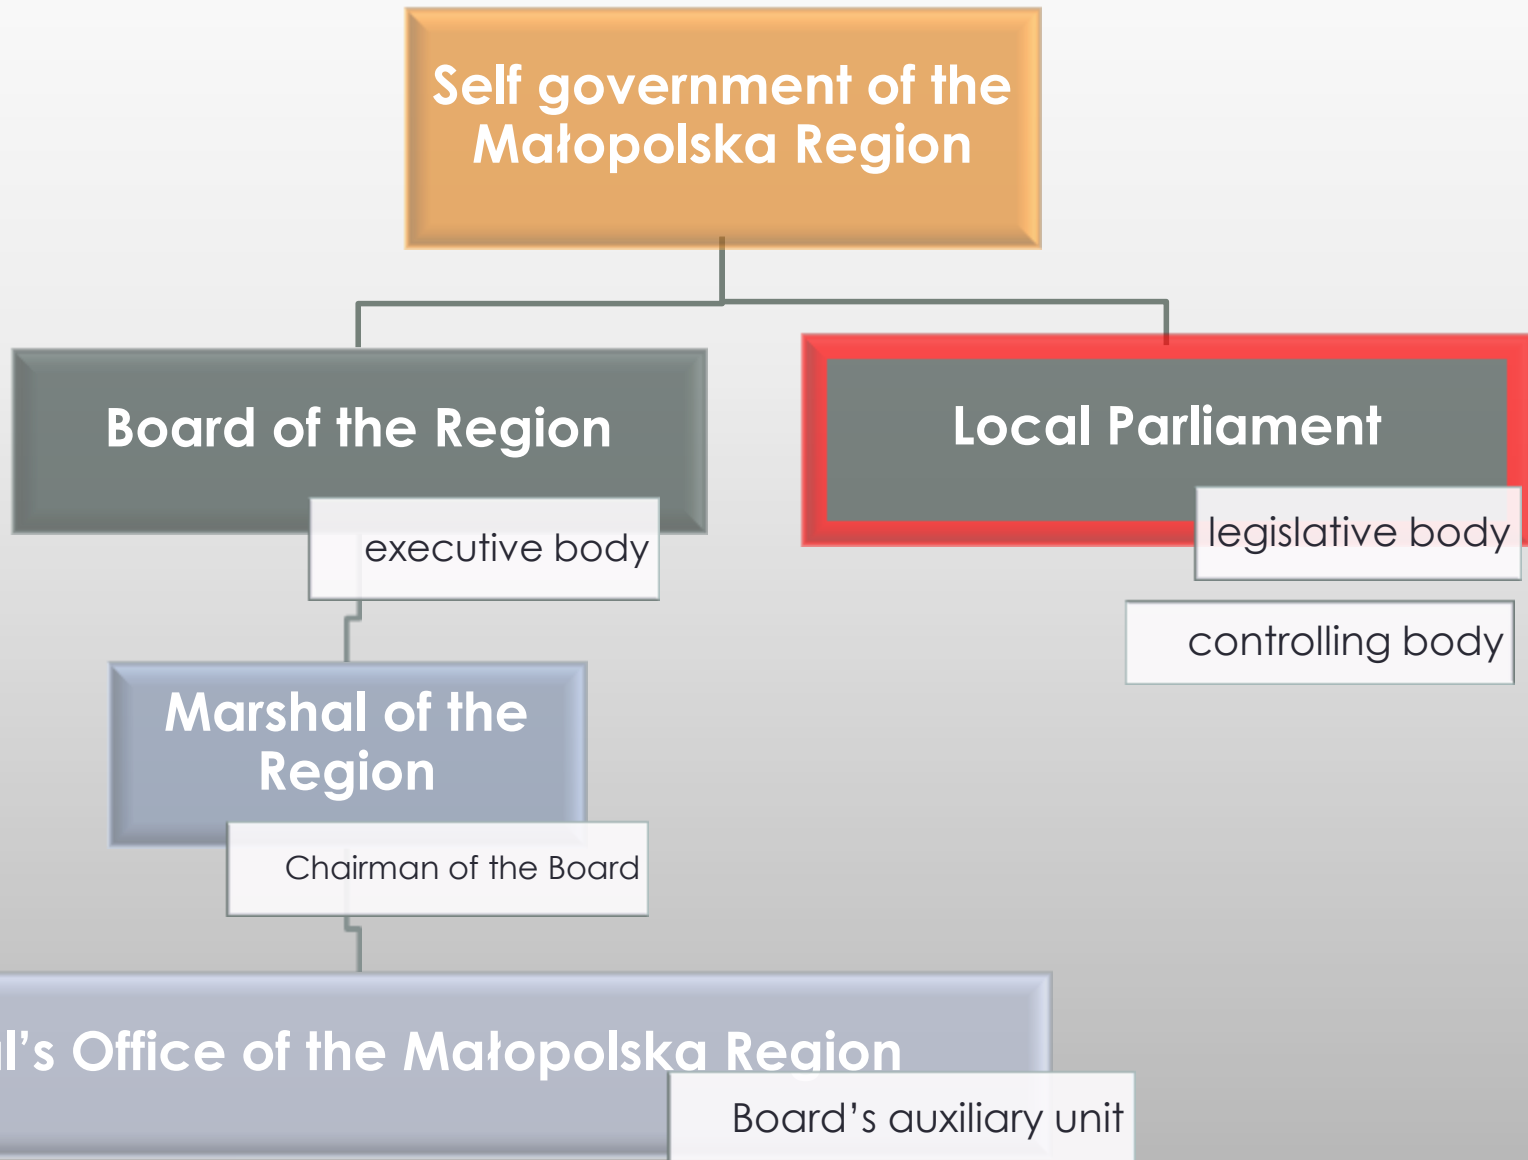 Self government of the
Małopolska Region
Board of the Region
executive body
Local Parliament
legislative body
controlling body
Marshal of the
Region
Chairman of the Board
Office of the Małopolska Region
Board's auxiliary unit